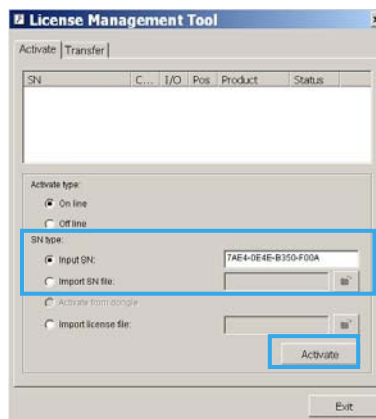 License Management Tool
Activate Transfer
SN C... I/O Pos Product Status
Activate type:
On line
Off line
SN type:
Input SN: 7AE4-0E4E-B350-F00A
Import SN file:
Activate from dongle
Import license file:
Activate
Exit